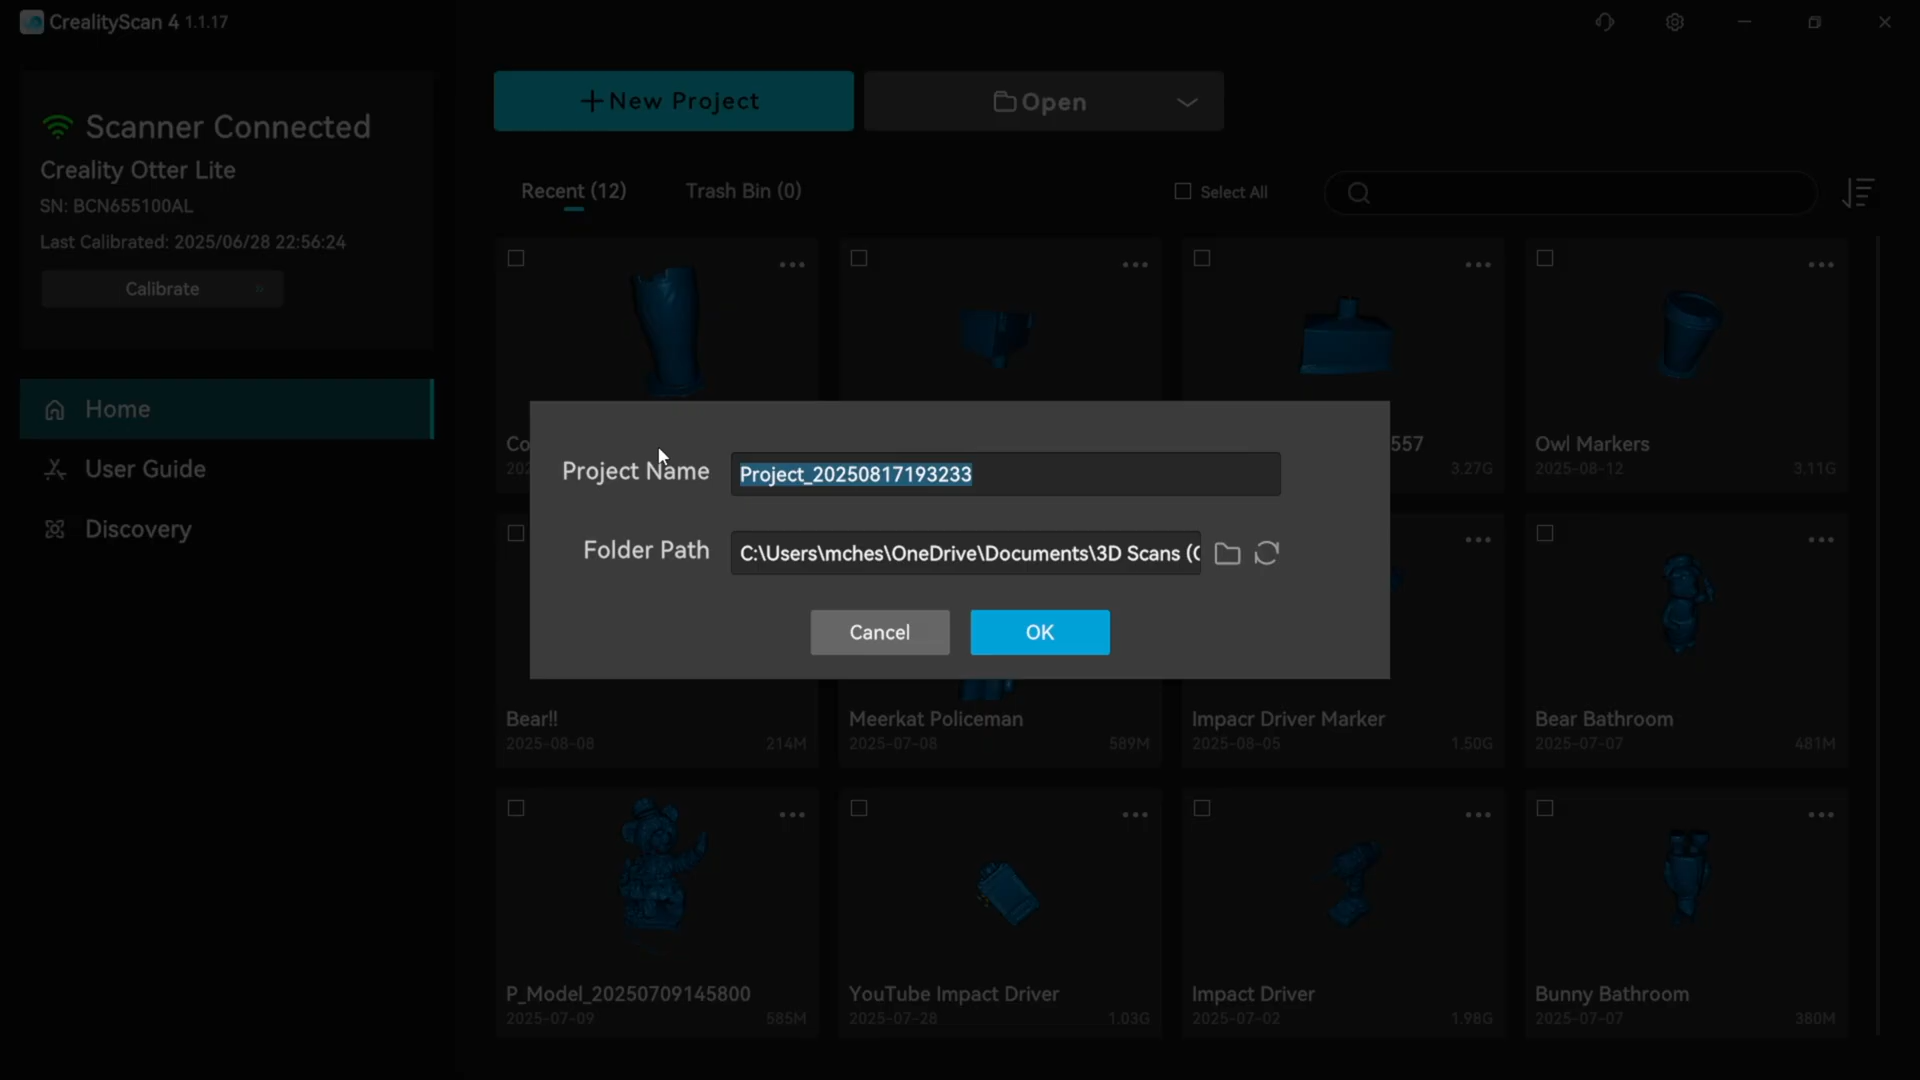 CrealityScan 4 1.1.17
Scanner Connected
Creality Otter Lite
SN: BCN655100AL
Last Calibrated: 2025/06/28 22:56:24
Calibrate »
Home
User Guide
Discovery
+New Project
Open
Recent (12)
Trash Bin (0)
Select All
Co
202
557
3.27G
Owl Markers
2025-08-12
3.11G
Project Name
Project_20250817193233
Folder Path
C:\Users\mches\OneDrive\Documents\3D Scans (
Cancel
OK
Bear!!
2025-08-08
214M
Meerkat Policeman
2025-07-08
589M
Impacr Driver Marker
2025-08-05
1.50G
Bear Bathroom
2025-07-07
481M
P_Model_20250709145800
2025-07-09
585M
YouTube Impact Driver
2025-07-28
1.03G
Impact Driver
2025-07-02
1.98G
Bunny Bathroom
2025-07-07
380M